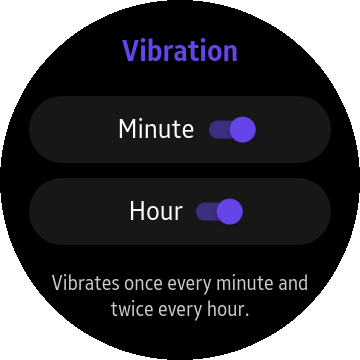 Vibration
Minute
Hour
Vibrates once every minute and
twice every hour.